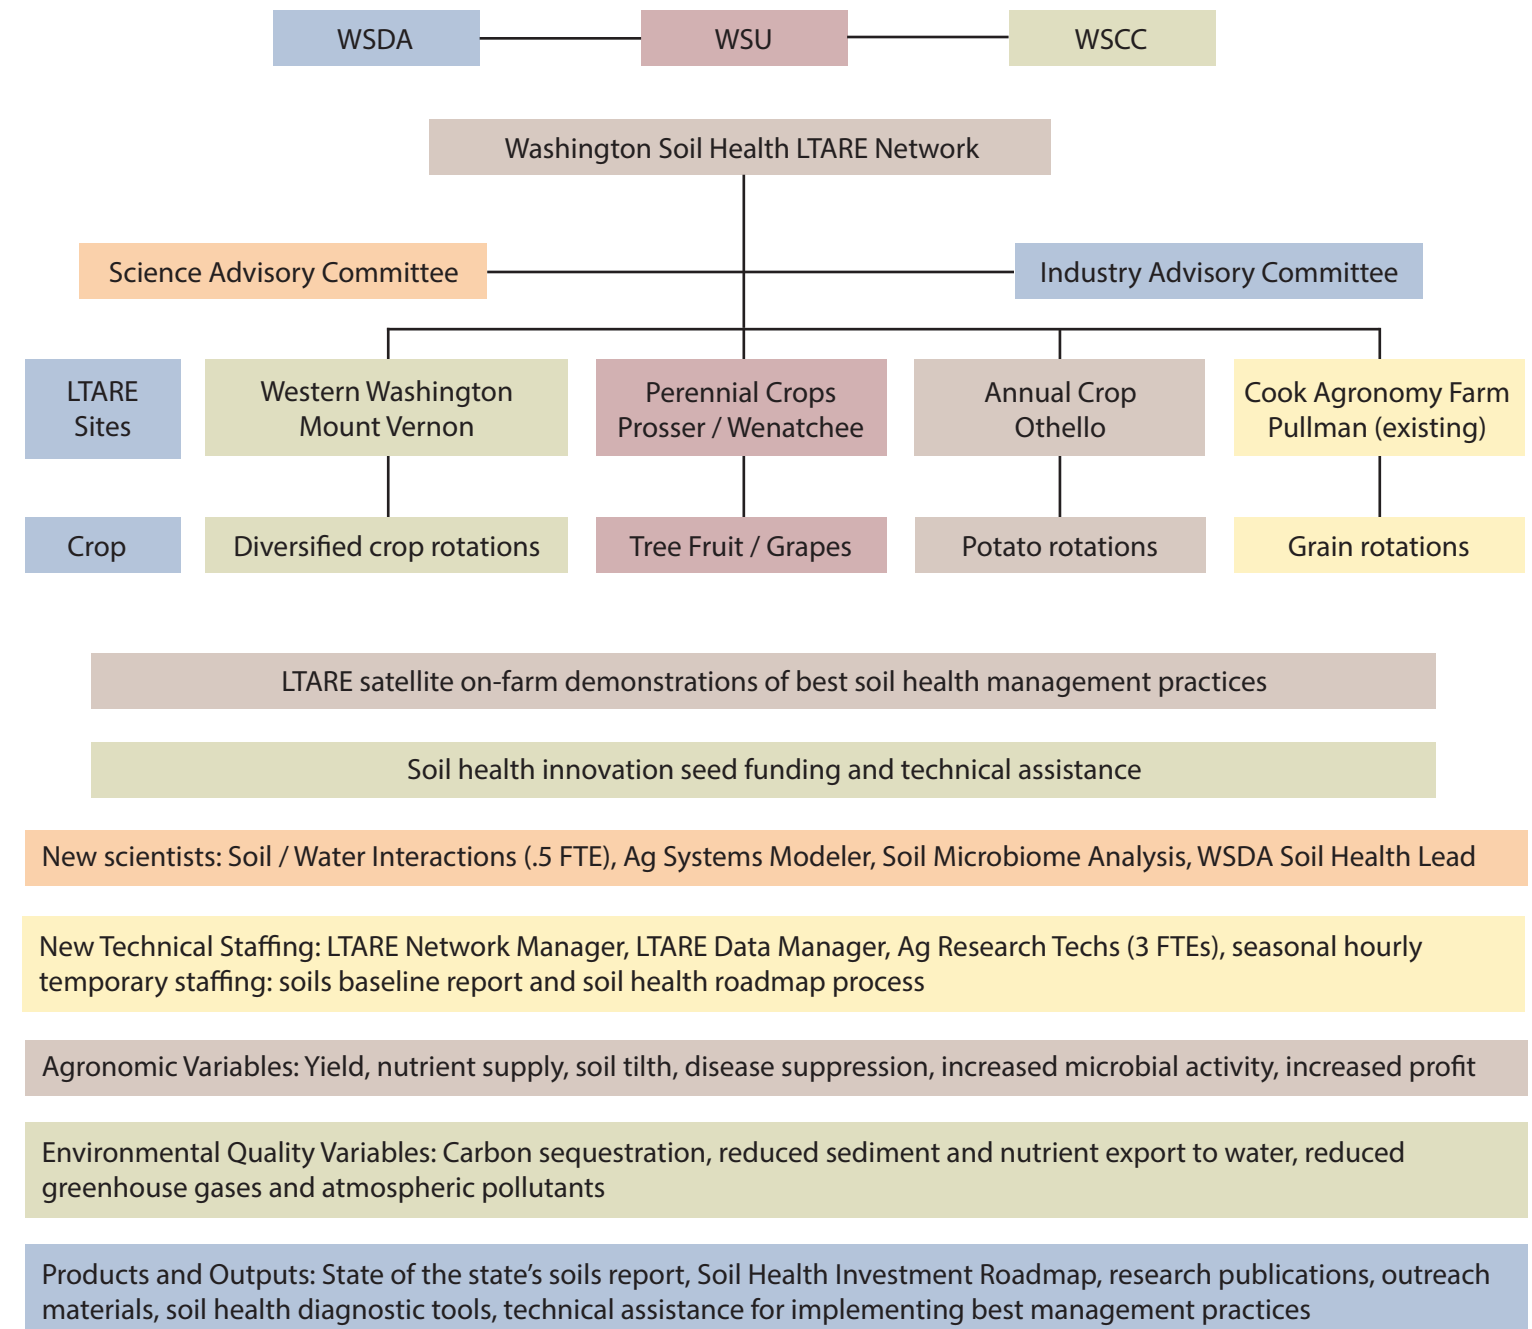 WSDA
WSU
WSCC
Washington Soil Health LTARE Network
Science Advisory Committee
Industry Advisory Committee
LTARE
Sites
Western Washington
Mount Vernon
Perennial Crops
Prosser / Wenatchee
Annual Crop
Othello
Cook Agronomy Farm
Pullman (existing)
Crop
Diversified crop rotations
Tree Fruit / Grapes
Potato rotations
Grain rotations
LTARE satellite on-farm demonstrations of best soil health management practices
Soil health innovation seed funding and technical assistance
New scientists: Soil / Water Interactions (.5 FTE), Ag Systems Modeler, Soil Microbiome Analysis, WSDA Soil Health Lead
New Technical Staffing: LTARE Network Manager, LTARE Data Manager, Ag Research Techs (3 FTEs), seasonal hourly
temporary staffing: soils baseline report and soil health roadmap process
Agronomic Variables: Yield, nutrient supply, soil tilth, disease suppression, increased microbial activity, increased profit
Environmental Quality Variables: Carbon sequestration, reduced sediment and nutrient export to water, reduced
greenhouse gases and atmospheric pollutants
Products and Outputs: State of the state's soils report, Soil Health Investment Roadmap, research publications, outreach
materials, soil health diagnostic tools, technical assistance for implementing best management practices